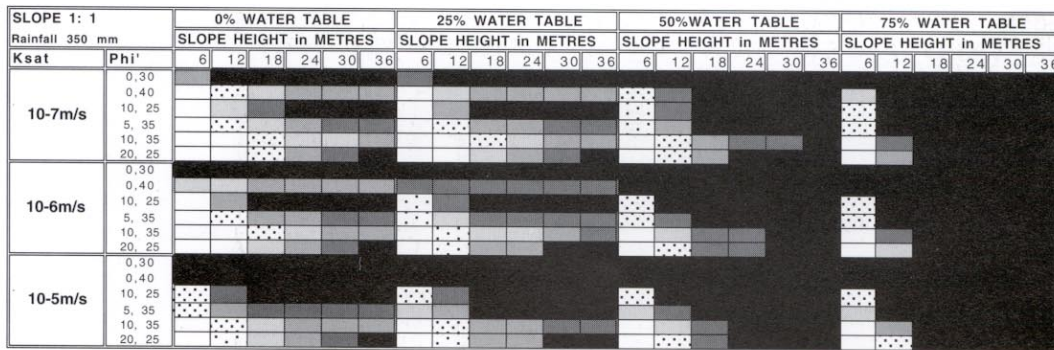 SLOPE 1: 1 0% WATER TABLE 25% WATER TABLE 50%WATER TABLE 75% WATER TABLE
Rainfall 350 mm SLOPE HEIGHT in METRES SLOPE HEIGHT in METRES SLOPE HEIGHT in METRES SLOPE HEIGHT in METRES
Ksat Phi' 6 12 18 24 30 36 6 12 18 24 30 36 6 12 18 24 30 36 6 12 18 24 30 36
0,30
0,40
10, 25
10-7m/s 5, 35
10, 35
20, 25
0,30
0,40
10, 25
10-6m/s 5, 35
10, 35
20, 25
0,30
0,40
10-5m/s 10, 25
5, 35
10, 35
20, 25